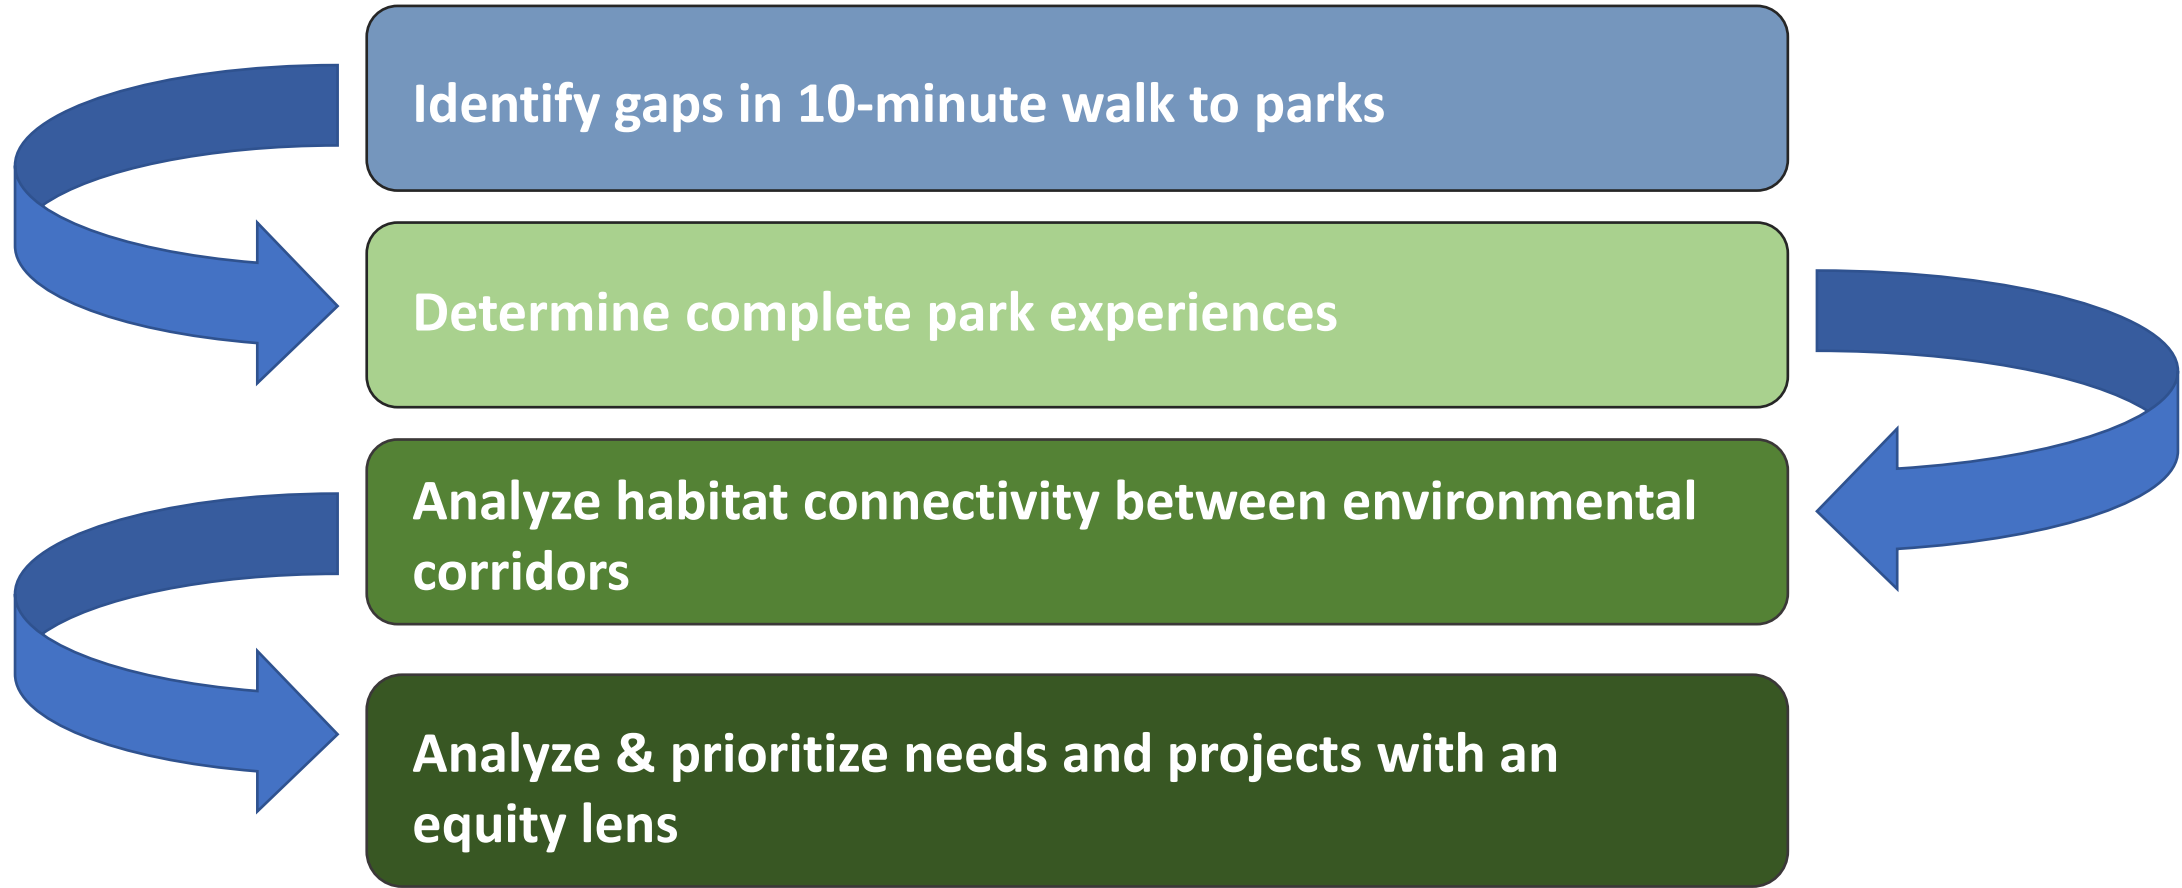 Identify gaps in 10-minute walk to parks
Determine complete park experiences
Analyze habitat connectivity between environmental
corridors
Analyze & prioritize needs and projects with an
equity lens